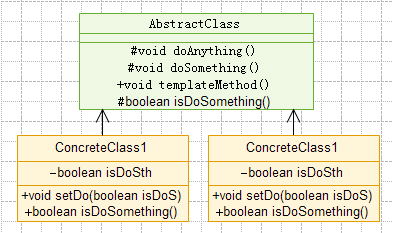 AbstractClass
#void doAnything()
#void doSomething()
+void templateMethod()
#boolean isDoSomething()
ConcreteClass1
-boolean isDoSth
+void setDo(boolean isDoS)
+boolean isDoSomething()
ConcreteClass1
-boolean isDoSth
+void setDo(boolean isDoS)
+boolean isDoSomething()